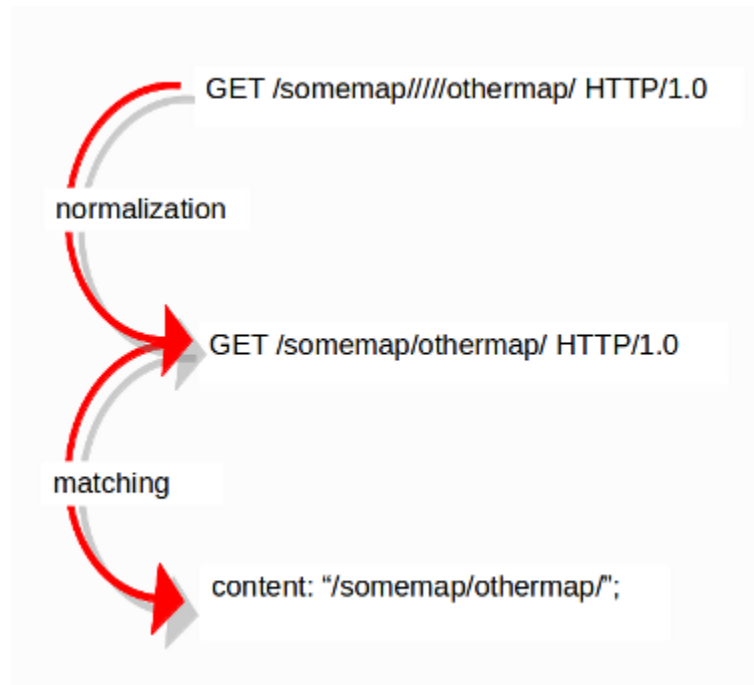 GET /somemap/////othermap/ HTTP/1.0
normalization
GET /somemap/othermap/ HTTP/1.0
matching
content: “/somemap/othermap/”;